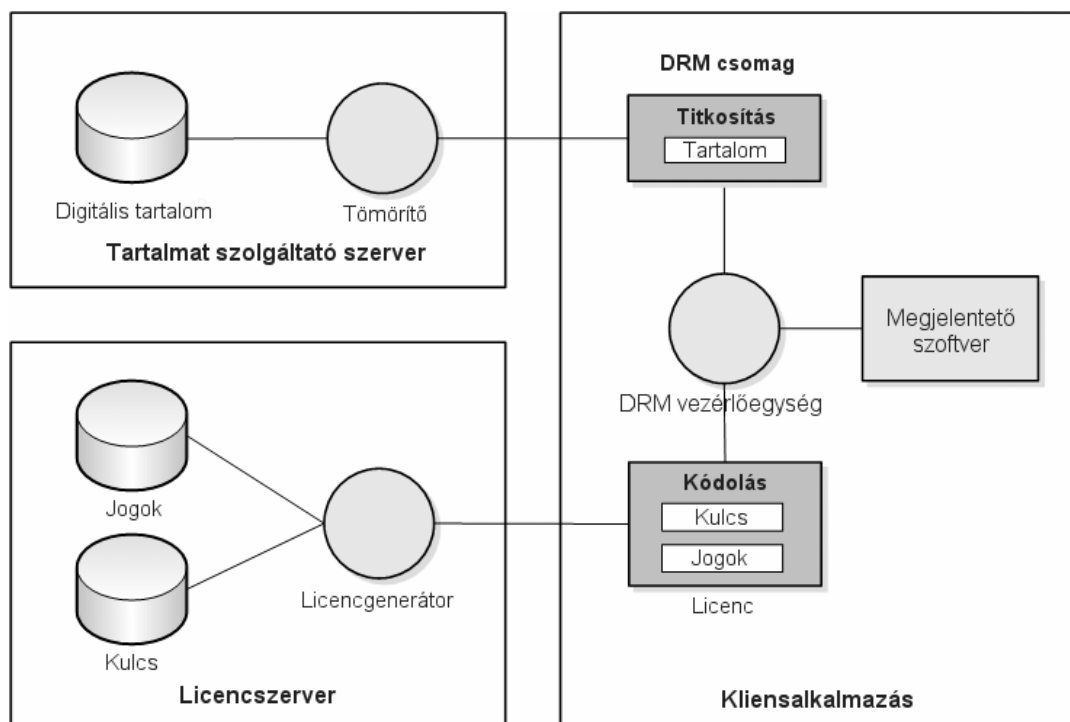 Digitális tartalom
Tömörítő
Tartalmat szolgáltató szerver
Jogok
Kulcs
Licencgenerátor
Licencszerver
DRM csomag
Titkosítás
Tartalom
DRM vezérlőegység
Megjelentető
szoftver
Kódolás
Kulcs
Jogok
Licenc
Kliensalkalmazás